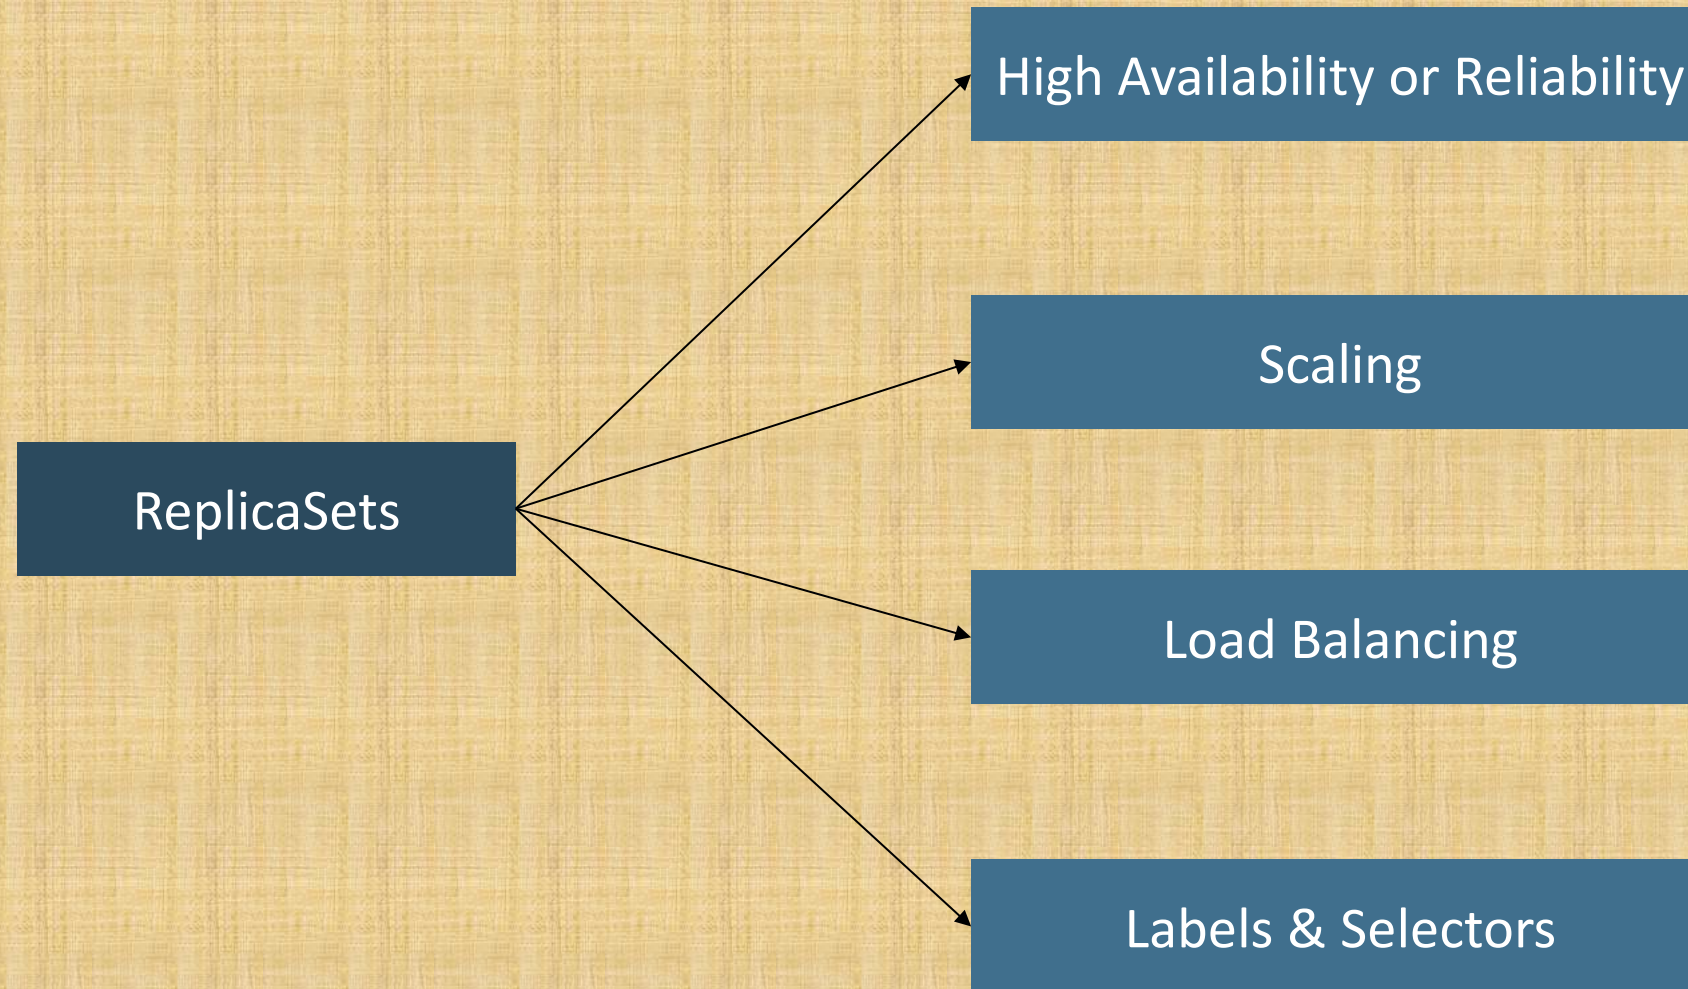 High Availability or Reliability
Scaling
ReplicaSets
Load Balancing
Labels & Selectors